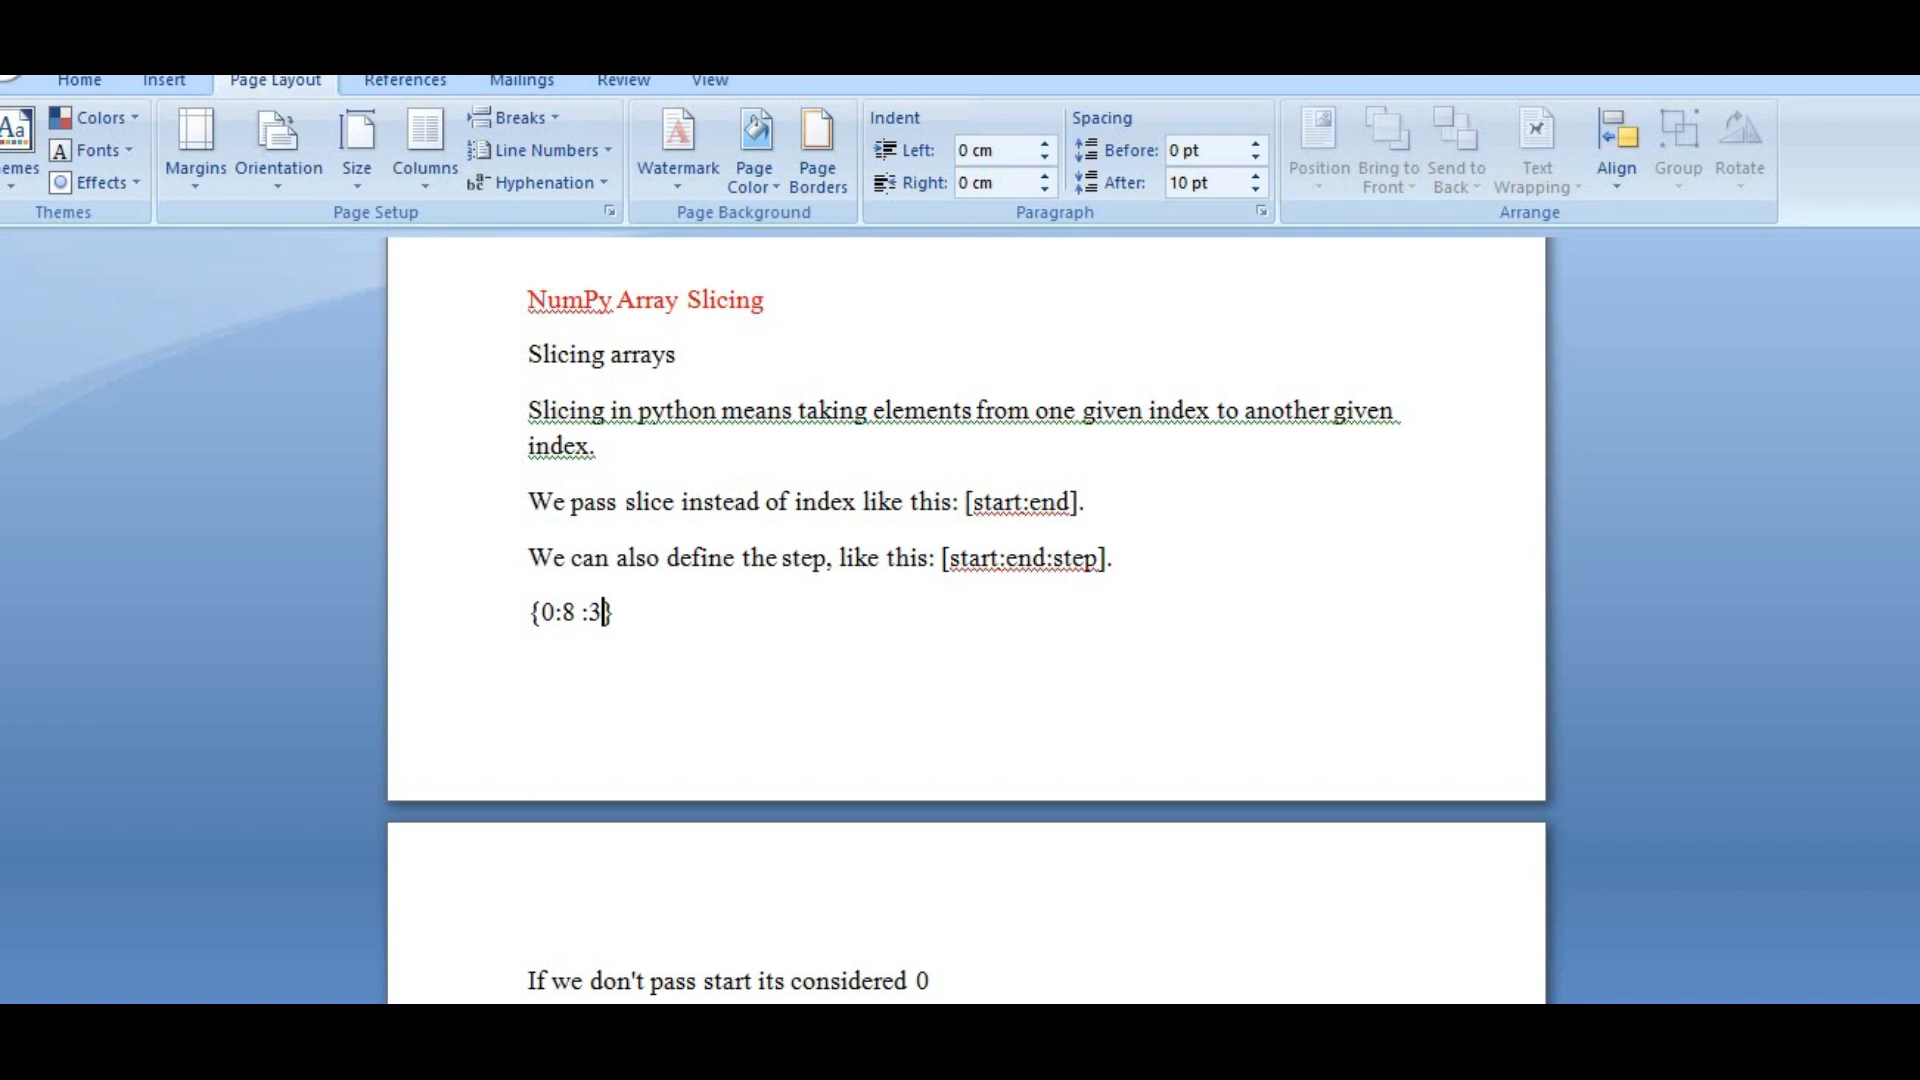 Home Insert Page Layout References Mailings Review View
Colors Breaks Indent Spacing
Fonts Line Numbers Left: 0 cm Before: 0 pt
Margins Orientation Size Columns Watermark Page Color Page Borders Position Bring to Front Send to Back Text Wrapping Align Group Rotate
Effects Hyphenation Right: 0 cm After: 10 pt
Themes Page Setup Page Background Paragraph Arrange
NumPy Array Slicing
Slicing arrays
Slicing in python means taking elements from one given index to another given
index.
We pass slice instead of index like this: [start:end].
We can also define the step, like this: [start:end:step].
{0:8 :3}
If we don't pass start its considered 0